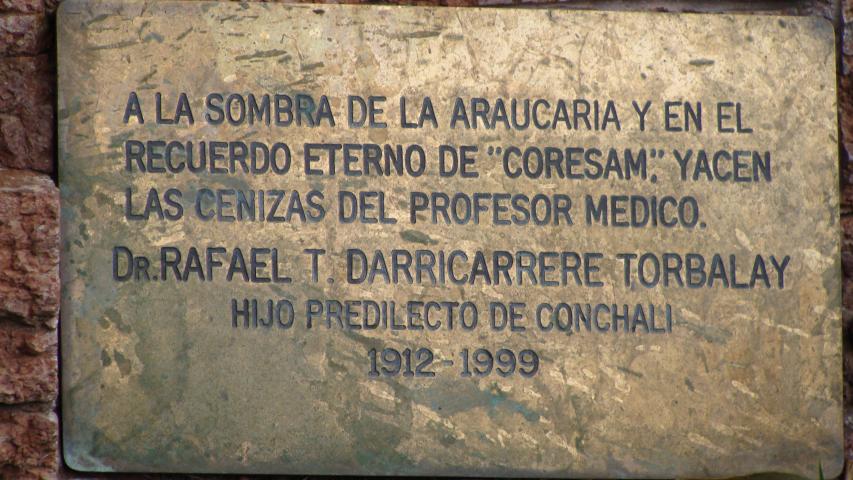 A LA SOMBRA DE LA ARAUCARIA Y EN EL
RECUERDO ETERNO DE "CORESAM," YACEN
LAS CENIZAS DEL PROFESOR MEDICO.
DR. RAFAEL T. DARRICARRERE TORBALAY
HIJO PREDILECTO DE CONCHALI
1912-1999